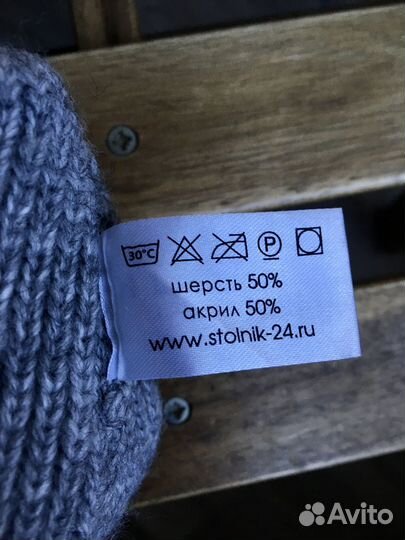 30°C P
шерсть 50%
акрил 50%
www.stolnik-24.ru
Avito